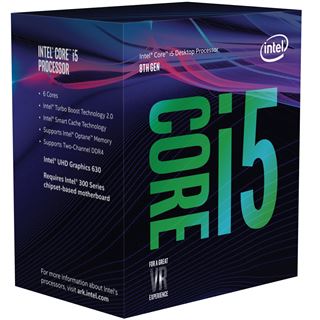 INTEL® CORE™ i5
PROCESSOR
• 6 Cores
• Intel® Turbo Boost Technology 2.0
• Intel® Smart Cache Technology
• Supports Intel® Optane™ Memory
• Supports Two-Channel DDR4
Intel® UHD Graphics 630
Requires Intel® 300 Series
chipset-based motherboard
For more information about Intel's
processors, visit ark.intel.com
Intel® Core™ i5 Desktop Processor
8TH GEN
intel
CORE i5
FOR A GREAT
VR
EXPERIENCE